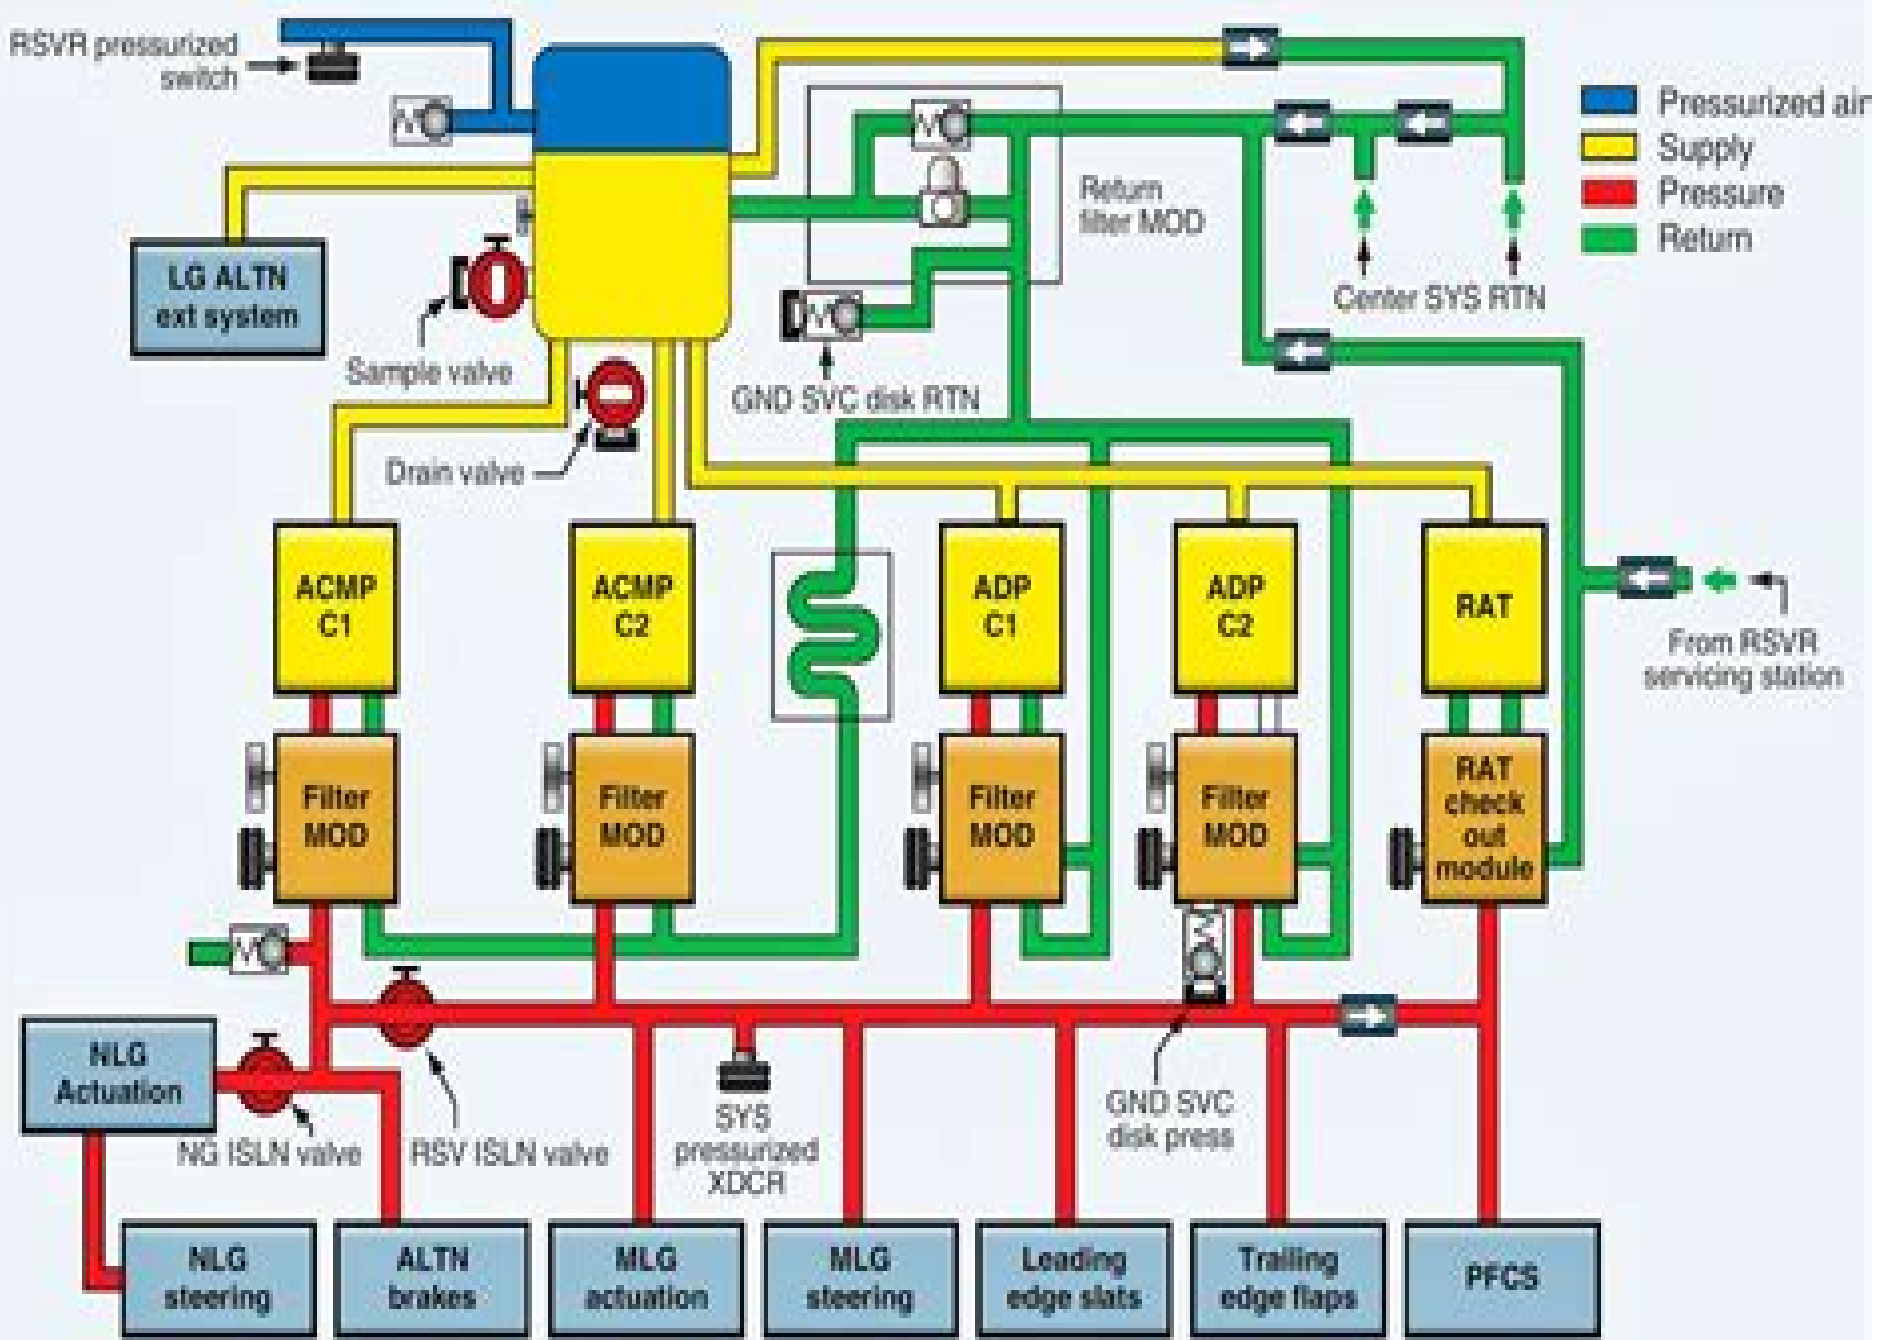 RSVR pressurized
switch
Pressurized air
Supply
Pressure
Return
Return
filter MOD
LG ALTN
ext system
Center SYS RTN
Sample valve
GND SVC disk RTN
Drain valve
ACMP
C1
ACMP
C2
ADP
C1
ADP
C2
RAT
From RSVR
servicing station
Filter
MOD
Filter
MOD
Filter
MOD
Filter
MOD
RAT
check
out
module
NLG
Actuation
NG ISLN valve
RSV ISLN valve
SYS
pressurized
XDCR
GND SVC
disk press
NLG
steering
ALTN
brakes
MLG
actuation
MLG
steering
Leading
edge slats
Trailing
edge flaps
PFCS